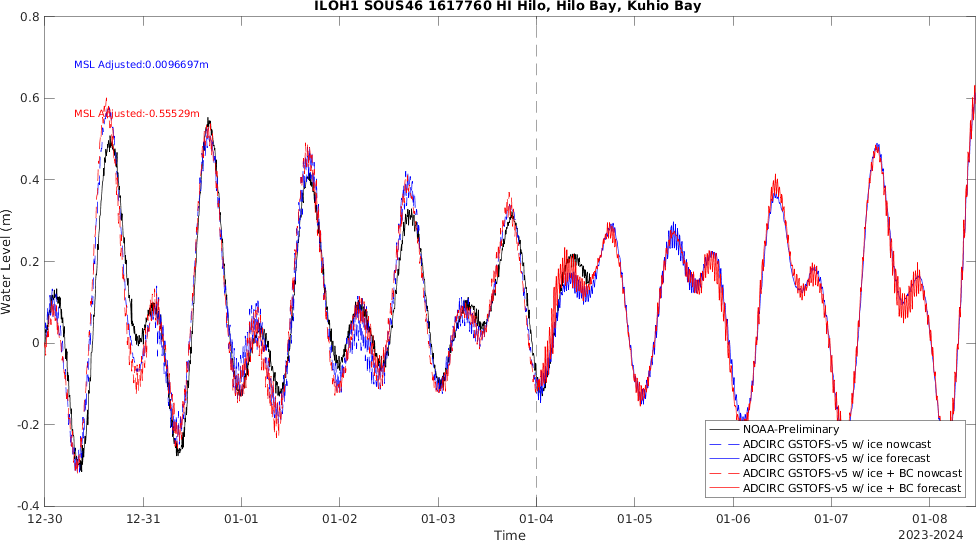 ILOH1 SOUS46 1617760 HI Hilo, Hilo Bay, Kuhio Bay
0.8
MSL Adjusted:0.0096697m
0.6
MSL Adjusted:-0.55529m
0.4
0.2
0
-0.2
-0.4
Water Level (m)
NOAA-Preliminary
ADCIRC GSTOFS-v5 w/ ice nowcast
ADCIRC GSTOFS-v5 w/ ice forecast
ADCIRC GSTOFS-v5 w/ice + BC nowcast
ADCIRC GSTOFS-v5 w/ice + BC forecast
12-30 12-31 01-01 01-02 01-03 01-04 01-05 01-06 01-07 01-08
Time
2023-2024